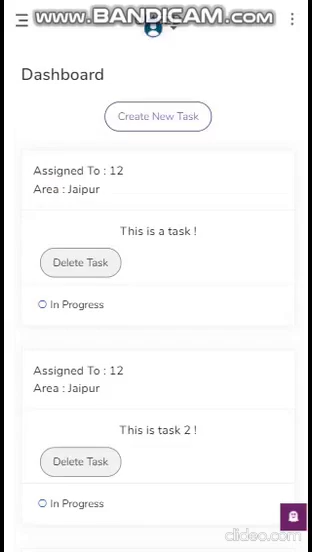 www.BANDICAM.com
Dashboard
Create New Task
Assigned To : 12
Area : Jaipur
This is a task !
Delete Task
In Progress
Assigned To : 12
Area : Jaipur
This is task 2 !
Delete Task
In Progress
clideo.com